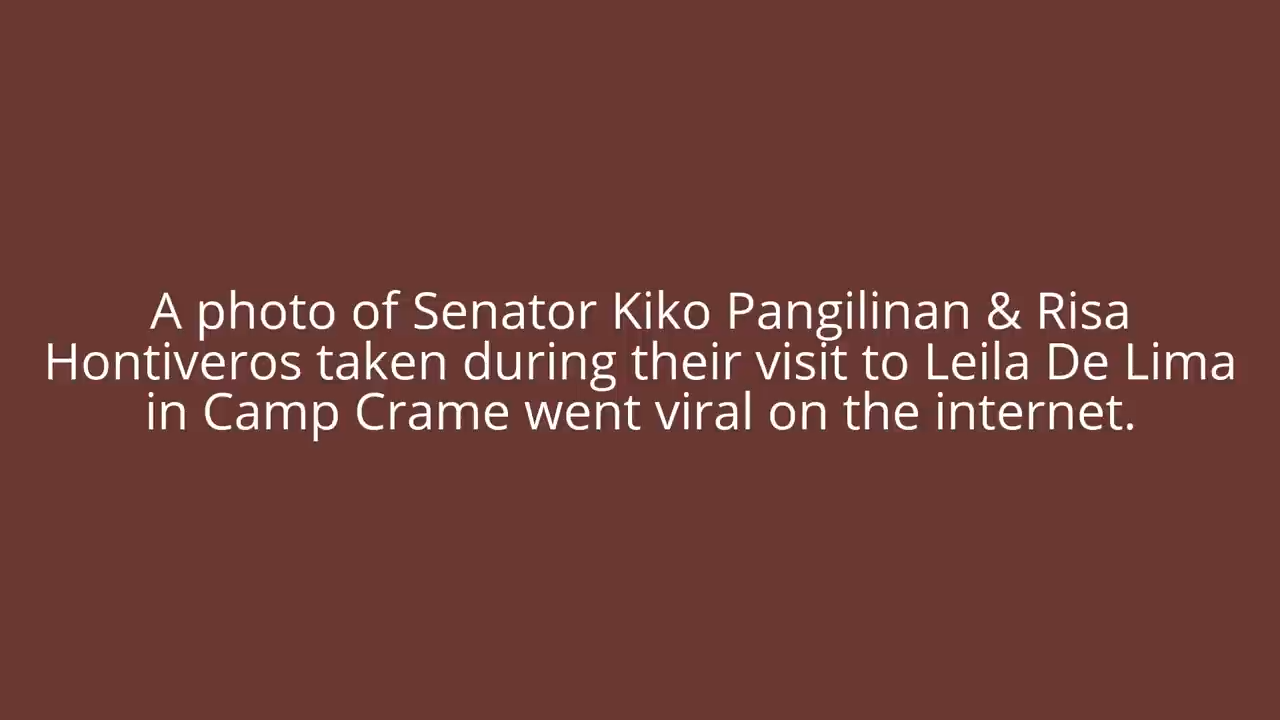 A photo of Senator Kiko Pangilinan & Risa
Hontiveros taken during their visit to Leila De Lima
in Camp Crame went viral on the internet.